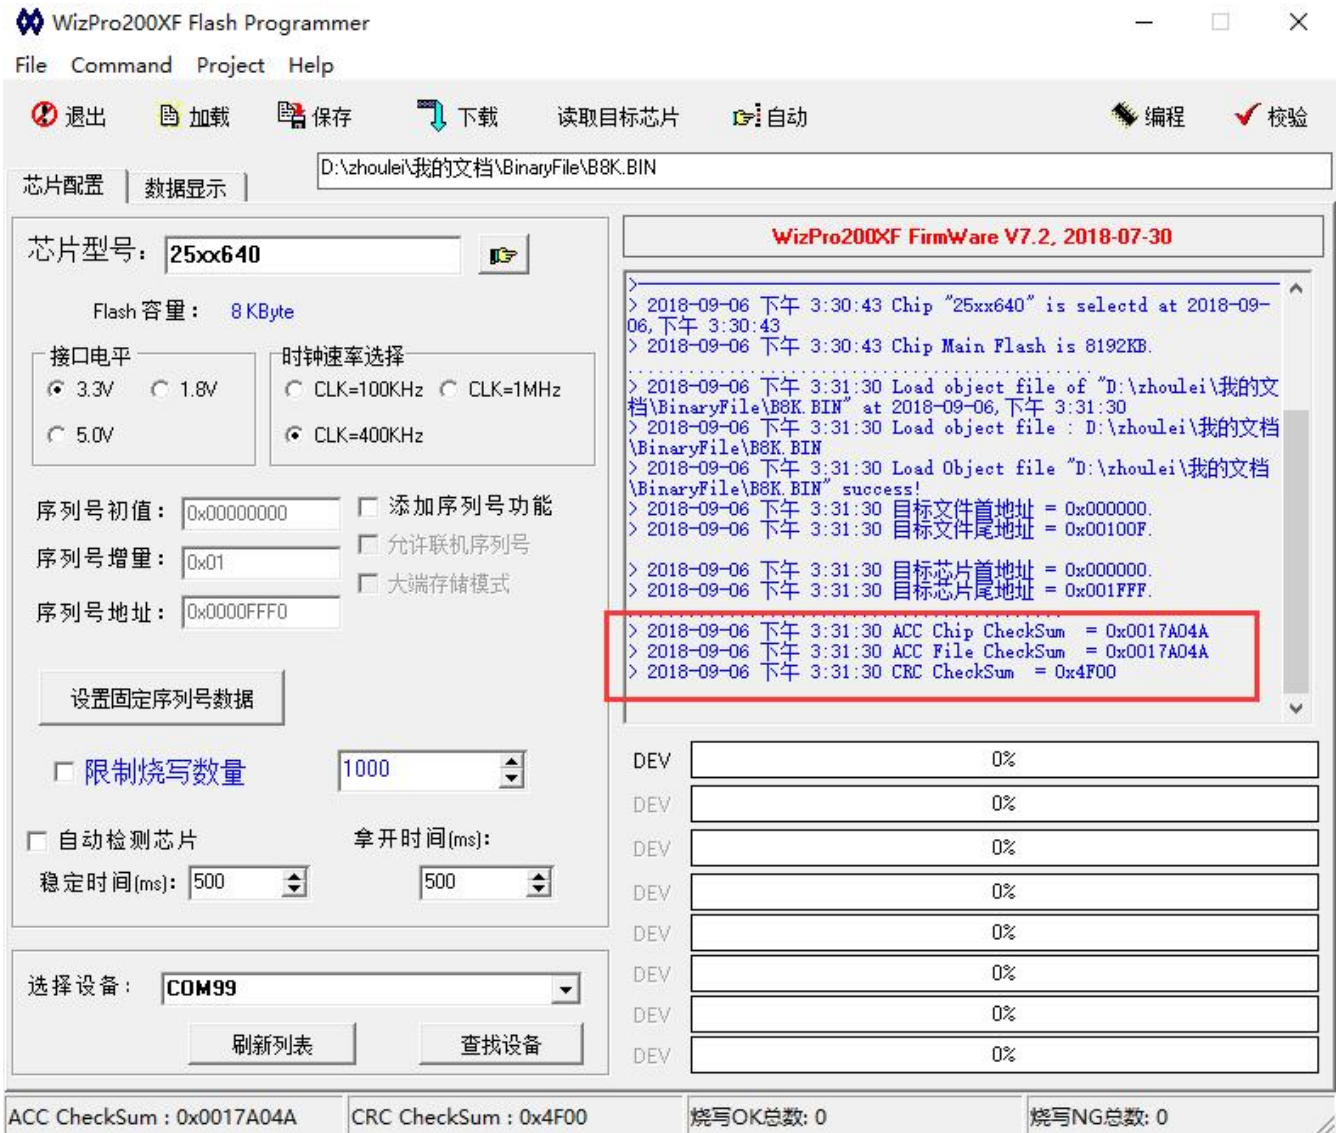 WizPro200XF Flash Programmer
File Command Project Help
退出 加载 保存 下载 读取目标芯片 自动 编程 校验
D:\zhoulei\我的文档\BinaryFile\B8K.BIN
芯片配置 数据显示
芯片型号: 25xx640
Flash 容量: 8 KByte
接口电平
3.3V 1.8V
5.0V
时钟速率选择
CLK=100KHz CLK=1MHz
CLK=400KHz
序列号初值: 0x00000000
添加序列号功能
序列号增量: 0x01
允许联机序列号
大端存储模式
序列号地址: 0x0000FFF0
设置固定序列号数据
限制烧写数量 1000
自动检测芯片 拿开时间(ms):
稳定时间(ms): 500 500
选择设备: COM99
刷新列表 查找设备
WizPro200XF FirmWare V7.2, 2018-07-30
>
> 2018-09-06 下午 3:30:43 Chip "25xx640" is selectd at 2018-09-
06,下午 3:30:43
> 2018-09-06 下午 3:30:43 Chip Main Flash is 8192KB.
> 2018-09-06 下午 3:31:30 Load object file of "D:\zhoulei\我的文
档\BinaryFile\B8K.BIN" at 2018-09-06,下午 3:31:30
> 2018-09-06 下午 3:31:30 Load object file : D:\zhoulei\我的文档
\BinaryFile\B8K.BIN
> 2018-09-06 下午 3:31:30 Load Object file "D:\zhoulei\我的文档
\BinaryFile\B8K.BIN" success!
> 2018-09-06 下午 3:31:30 目标文件首地址 = 0x000000.
> 2018-09-06 下午 3:31:30 目标文件尾地址 = 0x00100F.
> 2018-09-06 下午 3:31:30 目标芯片首地址 = 0x000000.
> 2018-09-06 下午 3:31:30 目标芯片尾地址 = 0x001FFF.
> 2018-09-06 下午 3:31:30 ACC Chip CheckSum = 0x0017A04A
> 2018-09-06 下午 3:31:30 ACC File CheckSum = 0x0017A04A
> 2018-09-06 下午 3:31:30 CRC CheckSum = 0x4F00
DEV 0%
DEV 0%
DEV 0%
DEV 0%
DEV 0%
DEV 0%
DEV 0%
DEV 0%
ACC CheckSum : 0x0017A04A CRC CheckSum : 0x4F00 烧写OK总数: 0 烧写NG总数: 0